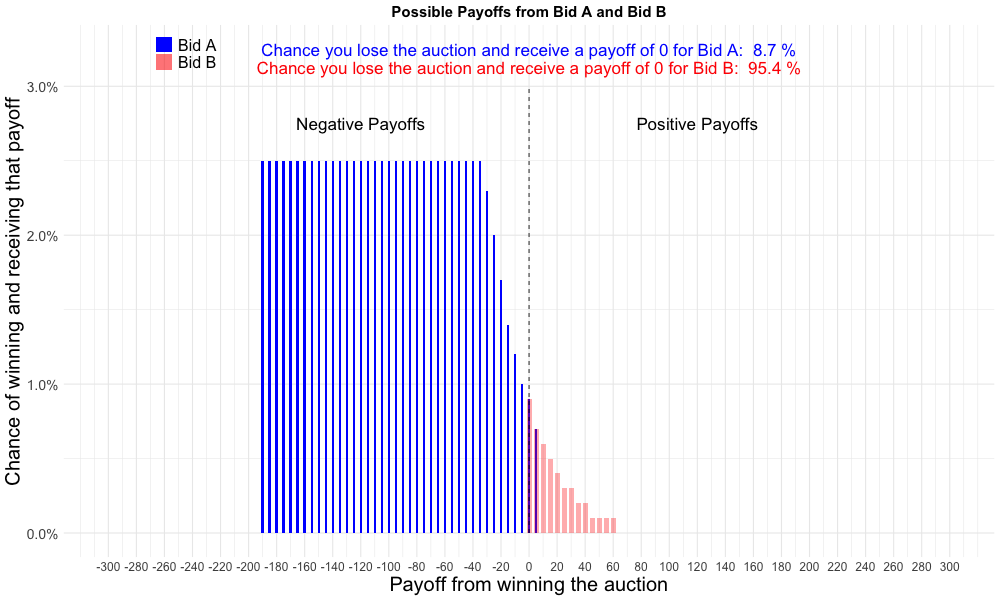 Possible Payoffs from Bid A and Bid B
Bid A
Bid B
Chance you lose the auction and receive a payoff of 0 for Bid A:  8.7 %
Chance you lose the auction and receive a payoff of 0 for Bid B:  95.4 %
Negative Payoffs
Positive Payoffs
Chance of winning and receiving that payoff
3.0%
2.0%
1.0%
0.0%
-300 -280 -260 -240 -220 -200 -180 -160 -140 -120 -100 -80 -60 -40 -20 0 20 40 60 80 100 120 140 160 180 200 220 240 260 280 300
Payoff from winning the auction